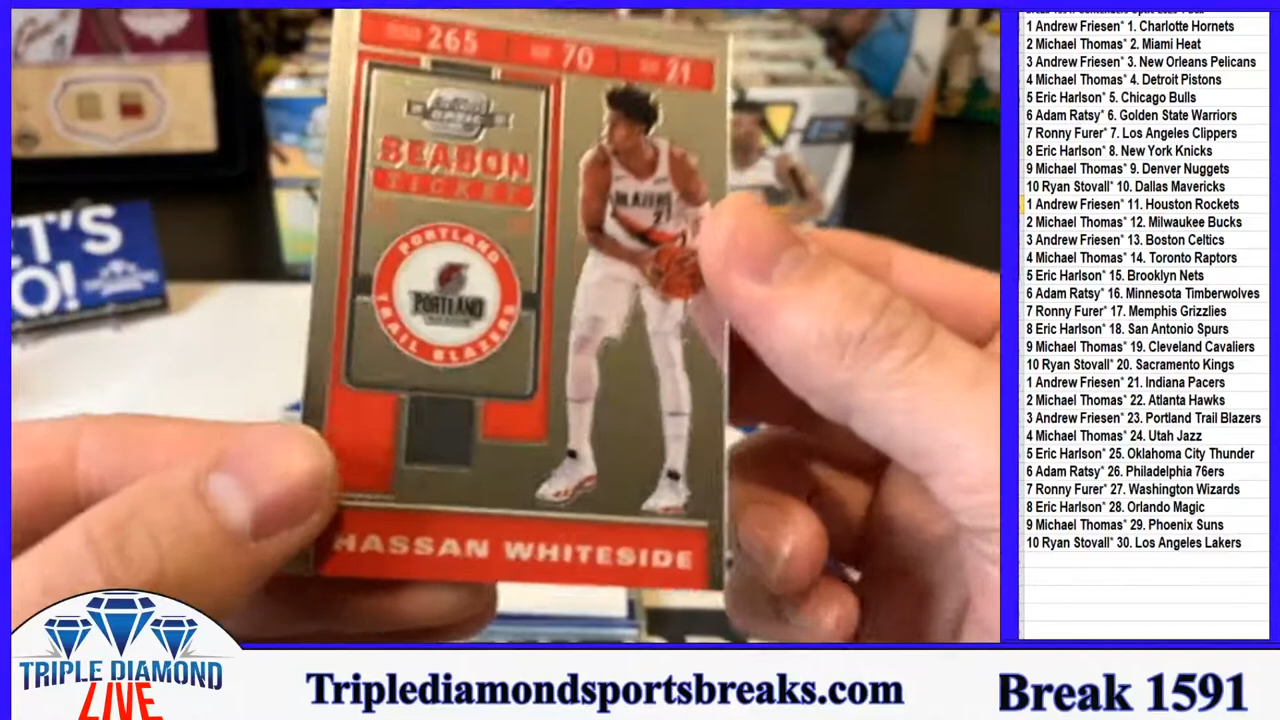 265
70
21
SEASON
TICKET
PORTLAND
TRAIL BLAZERS
PORTLAND
BLAZERS
HASSAN WHITESIDE
LET'S
GO!
1 Andrew Friesen* 1. Charlotte Hornets
2 Michael Thomas* 2. Miami Heat
3 Andrew Friesen* 3. New Orleans Pelicans
4 Michael Thomas* 4. Detroit Pistons
5 Eric Harlson* 5. Chicago Bulls
6 Adam Ratsy* 6. Golden State Warriors
7 Ronny Furer* 7. Los Angeles Clippers
8 Eric Harlson* 8. New York Knicks
9 Michael Thomas* 9. Denver Nuggets
10 Ryan Stovall* 10. Dallas Mavericks
1 Andrew Friesen* 11. Houston Rockets
2 Michael Thomas* 12. Milwaukee Bucks
3 Andrew Friesen* 13. Boston Celtics
4 Michael Thomas* 14. Toronto Raptors
5 Eric Harlson* 15. Brooklyn Nets
6 Adam Ratsy* 16. Minnesota Timberwolves
7 Ronny Furer* 17. Memphis Grizzlies
8 Eric Harlson* 18. San Antonio Spurs
9 Michael Thomas* 19. Cleveland Cavaliers
10 Ryan Stovall* 20. Sacramento Kings
1 Andrew Friesen* 21. Indiana Pacers
2 Michael Thomas* 22. Atlanta Hawks
3 Andrew Friesen* 23. Portland Trail Blazers
4 Michael Thomas* 24. Utah Jazz
5 Eric Harlson* 25. Oklahoma City Thunder
6 Adam Ratsy* 26. Philadelphia 76ers
7 Ronny Furer* 27. Washington Wizards
8 Eric Harlson* 28. Orlando Magic
9 Michael Thomas* 29. Phoenix Suns
10 Ryan Stovall* 30. Los Angeles Lakers
TRIPLE DIAMOND
LIVE
Triplediamondsportsbreaks.com
Break 1591